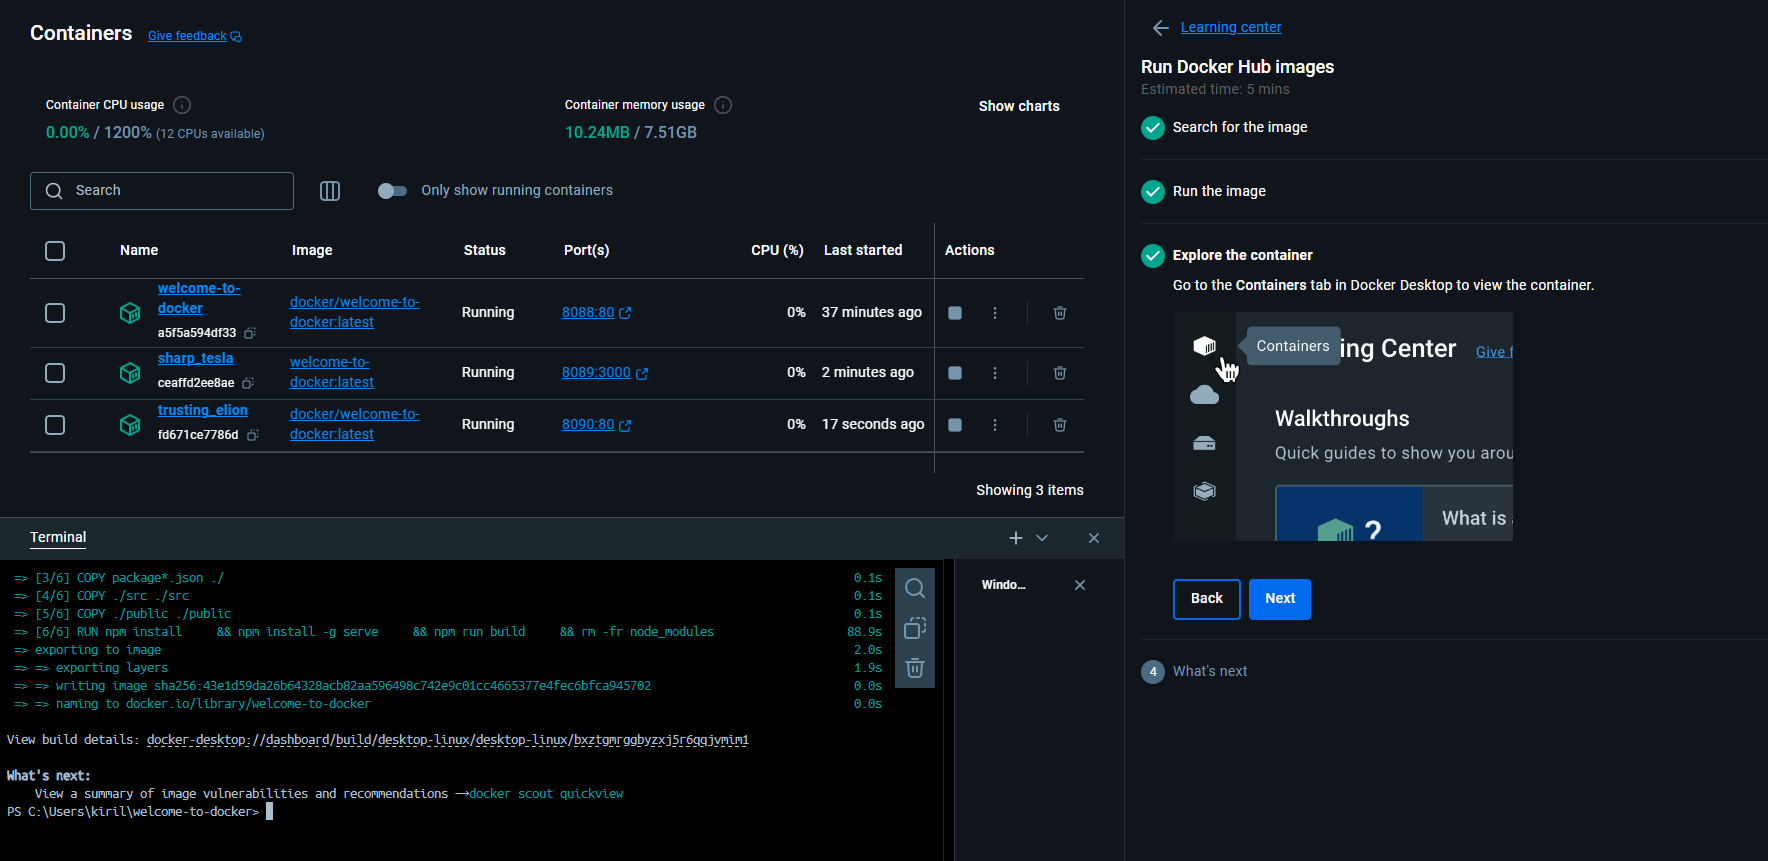 Containers Give feedback
Container CPU usage
0.00% / 1200% (12 CPUs available)
Container memory usage
10.24MB / 7.51GB
Show charts
Search
Only show running containers
Name Image Status Port(s) CPU (%) Last started Actions
welcome-to-
docker
a5f5a594df33
docker/welcome-to-
docker:latest
Running 8088:80 0% 37 minutes ago
sharp_tesla
ceaffd2ee8ae
welcome-to-
docker:latest
Running 8089:3000 0% 2 minutes ago
trusting_elion
fd671ce7786d
docker/welcome-to-
docker:latest
Running 8090:80 0% 17 seconds ago
Showing 3 items
Terminal
=> [3/6] COPY package*.json ./ 0.1s
=> [4/6] COPY ./src ./src 0.1s
=> [5/6] COPY ./public ./public 0.1s
=> [6/6] RUN npm install     && npm install -g serve     && npm run build     && rm -fr node_modules 88.9s
=> exporting to image 2.0s
=> => exporting layers 1.9s
=> => writing image sha256:43e1d59da26b64328acb82aa596498c742e9c01cc4665377e4fec6bfca945702 0.0s
=> => naming to docker.io/library/welcome-to-docker 0.0s
View build details: docker-desktop://dashboard/build/desktop-linux/desktop-linux/bxztgmrggbyzxj5r6qqjvmim1
What's next:
View a summary of image vulnerabilities and recommendations → docker scout quickview
PS C:\Users\kiril\welcome-to-docker>
Windo...
Learning center
Run Docker Hub images
Estimated time: 5 mins
Search for the image
Run the image
Explore the container
Go to the Containers tab in Docker Desktop to view the container.
Containers
ing Center Give f
Walkthroughs
Quick guides to show you arou
? What is
Back Next
4 What's next